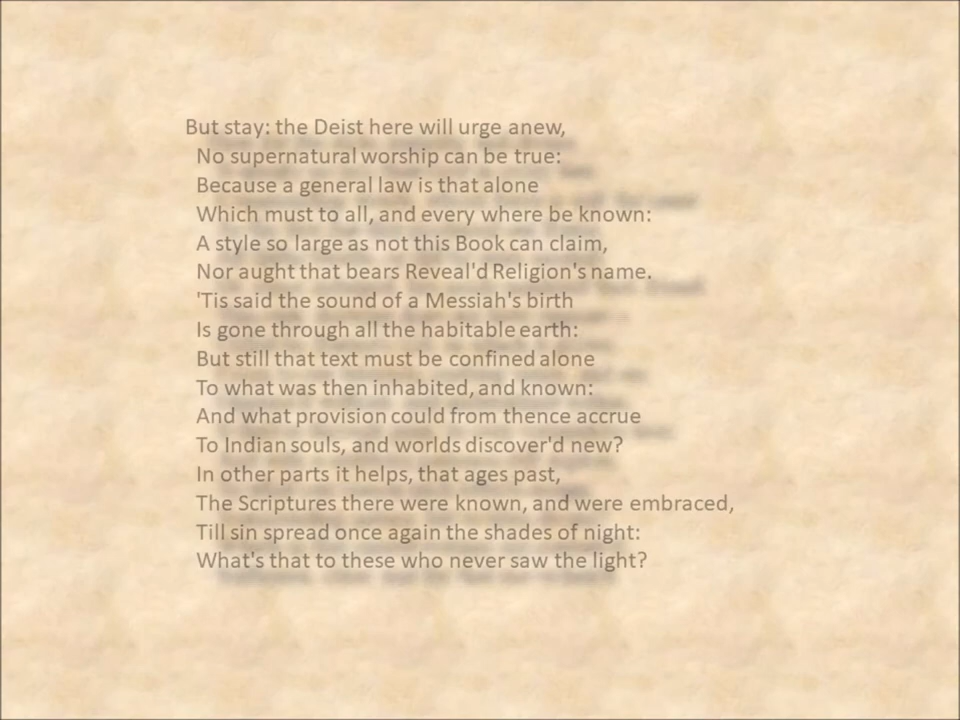 But stay: the Deist here will urge anew,
No supernatural worship can be true:
Because a general law is that alone
Which must to all, and every where be known:
A style so large as not this Book can claim,
Nor aught that bears Reveal'd Religion's name.
'Tis said the sound of a Messiah's birth
Is gone through all the habitable earth:
But still that text must be confined alone
To what was then inhabited, and known:
And what provision could from thence accrue
To Indian souls, and worlds discover'd new?
In other parts it helps, that ages past,
The Scriptures there were known, and were embraced,
Till sin spread once again the shades of night:
What's that to these who never saw the light?